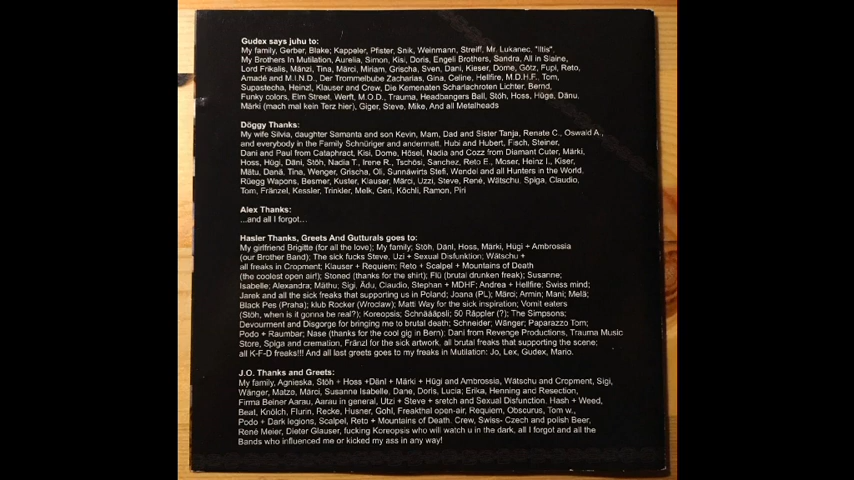 Gudex says juhu to:
My family, Gerber, Blake; Kappeler, Pfister, Snik, Weinmann, Streiff, Mr. Lukanec, "Iltis".
My Brothers In Mutilation, Aurelia, Simon, Kisi, Doris, Engeli Brothers, Sandra, All in Slaine,
Lord Frikalis, Mänzi, Tina, Märci, Miriam, Grischa, Sven, Dani, Kieser, Dome, Götz, Fupi, Reto,
Amadé and M.I.N.D., Der Trommelbube Zacharias, Gina, Celine, Hellfire, M.D.H.F., Tom,
Supastecha, Heinzl, Klauser and Crew, Die Kemenaten Scharlachroten Lichter, Bernd,
Funky colors, Elm Street, Werft, M.O.D., Trauma, Headbangers Ball, Stöh, Hoss, Hüge, Dänu.
Märki (mach mal kein Terz hier), Giger, Steve, Mike, And all Metalheads
Döggy Thanks:
My wife Silvia, daughter Samanta and son Kevin, Mam, Dad and Sister Tanja, Renate C., Oswald A.,
and everybody in the Family Schnüriger and andermatt, Hubi and Hubert, Fisch, Steiner,
Dani and Paul from Cataphract, Kisi, Dome, Hösel, Nadia and Cozz from Diamant Cuter, Märki,
Hoss, Hügi, Däni, Stöh, Nadia T., Irene R., Tschösi, Sanchez, Reto E., Moser, Heinz I., Kiser,
Mätu, Danä, Tina, Wenger, Grischa, Oli, Sunnäwirts Stefi, Wendel and all Hunters in the World,
Rüegg Wapons, Besmer, Kuster, Klauser, Märci, Uzzi, Steve, René, Wätschu, Spiga, Claudio,
Tom, Fränzel, Kessler, Trinkler, Melk, Geri, Köchli, Ramon, Piri
Alex Thanks:
...and all I forgot...
Hasler Thanks, Greets And Gutturals goes to:
My girlfriend Brigitte (for all the love); My family; Stöh, Dänl, Hoss, Märki, Hügi + Ambrossia
(our Brother Band); The sick fucks Steve, Uzi + Sexual Disfunktion; Wätschu +
all freaks in Cropment; Klauser + Requiem; Reto + Scalpel + Mountains of Death
(the coolest open air!); Stoned (thanks for the shirt); Flü (brutal drunken freak); Susanne;
Isabelle; Alexandra; Mäthu; Sigi, Ädu, Claudio, Stephan + MDHF; Andrea + Hellfire; Swiss mind;
Jarek and all the sick freaks that supporting us in Poland; Joana (PL); Märci; Armin; Mani; Melä;
Black Pes (Praha); klub Rocker (Wroclaw); Matti Way for the sick inspiration; Vomit eaters
(Stöh, when is it gonna be real?); Koreopsis; Schnäääpsli; 50 Räppler (?); The Simpsons;
Devourment and Disgorge for bringing me to brutal death; Schneider; Wänger; Paparazzo Tom;
Podo + Raumbar; Nase (thanks for the cool gig in Bern); Dani from Revenge Productions, Trauma Music
Store, Spiga and cremation, Fränzl for the sick artwork, all brutal freaks that supporting the scene;
all K-F-D freaks!!! And all last greets goes to my freaks in Mutilation: Jo, Lex, Gudex, Mario.
J.O. Thanks and Greets:
My family, Agnieska, Stöh + Hoss +Dänl + Märki + Hügi and Ambrossia, Wätschu and Cropment, Sigi,
Wänger, Matze, Märci, Susanne Isabelle, Dane, Doris, Lucia; Erika, Henning and Resection,
Firma Beiner Aarau, Aarau in general, Utzi + Steve + sretch and Sexual Disfunction. Hash + Weed,
Beat, Knölch, Flurin, Recke, Husner, Gohl, Freakthal open-air, Requiem, Obscurus, Tom w.,
Podo + Dark legions, Scalpel, Reto + Mountains of Death. Crew, Swiss- Czech and polish Beer,
René Meier, Dieter Glauser, fucking Koreopsis who will watch u in the dark, all I forgot and all the
Bands who influenced me or kicked my ass in any way!